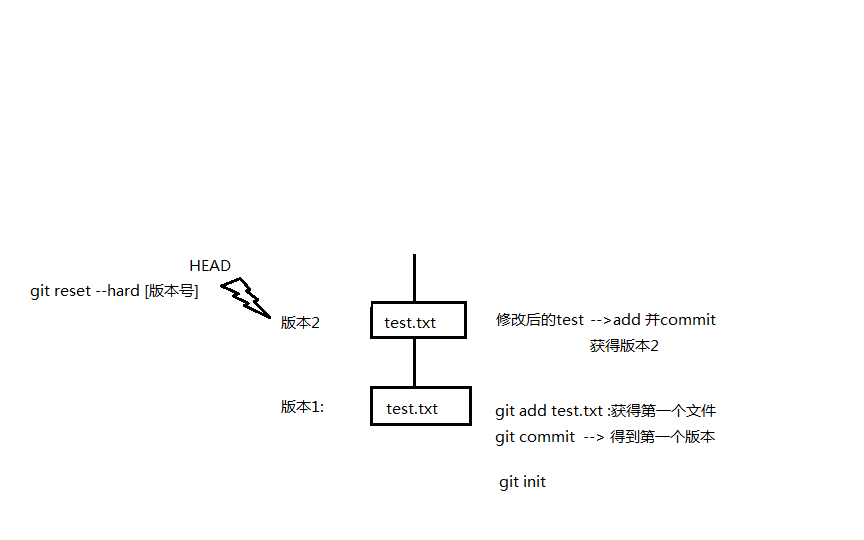 HEAD
git reset --hard [版本号]
版本2
test.txt
修改后的test -->add 并commit
获得版本2
版本1:
test.txt
git add test.txt :获得第一个文件
git commit --> 得到第一个版本
git init